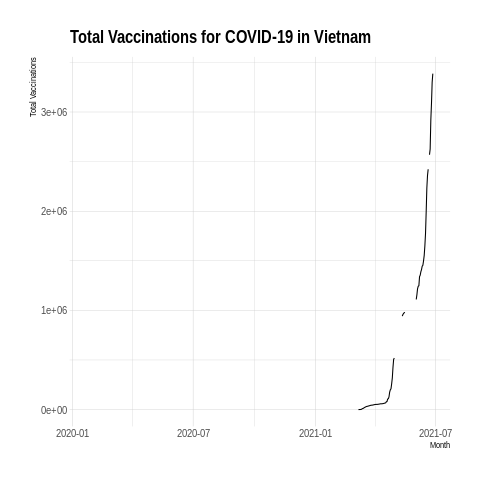 Total Vaccinations for COVID-19 in Vietnam
Total Vaccinations
3e+06
2e+06
1e+06
0e+00
2020-01 2020-07 2021-01 2021-07
Month